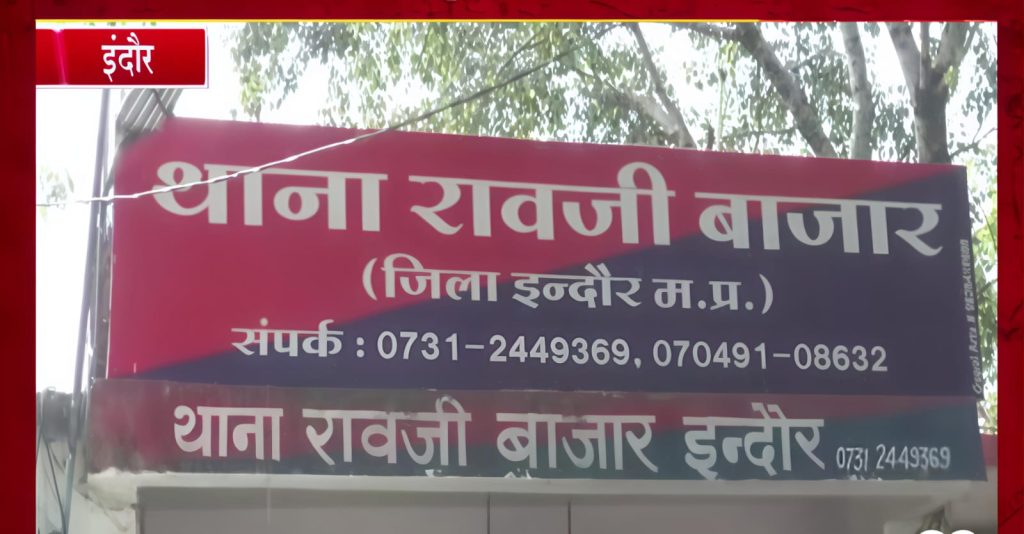 इंदौर
थाना रावजी बाजार
(जिला इन्दौर म.प्र.)
संपर्क : 0731-2449369, 070491-08632
थाना रावजी बाजार इन्दौर 0731 2449369